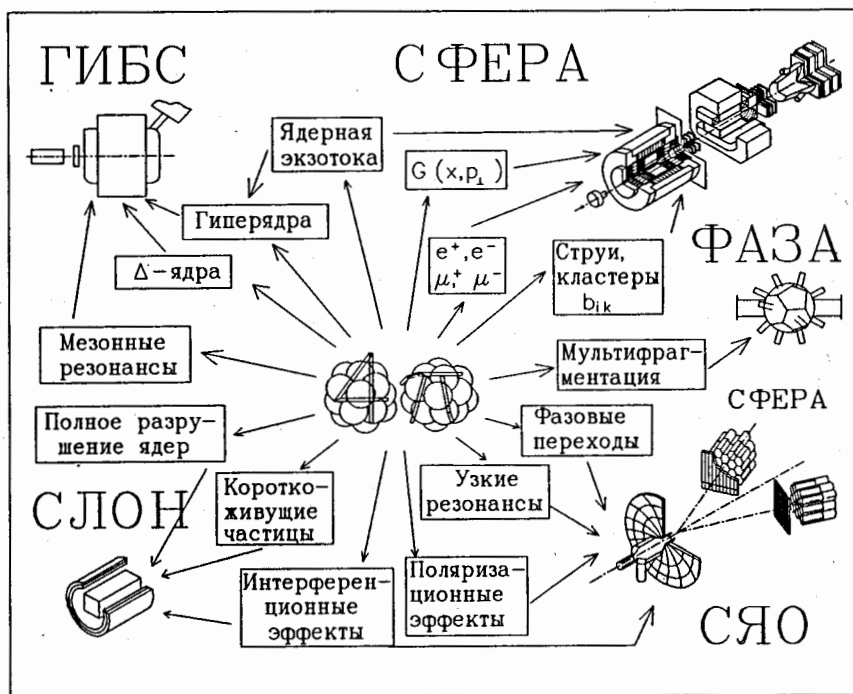 ГИБС
СФЕРА
Ядерная
экзотока
G (x,p⊥)
Гиперядра
e⁺,e⁻
μ,⁺ μ⁻
Струи,
кластеры
b i k
ФАЗА
Δ-ядра
Мезонные
резонансы
Мультифраг-
ментация
СФЕРА
Полное разру-
шение ядер
Фазовые
переходы
Узкие
резонансы
СЛОН
Коротко-
живущие
частицы
Интерферен-
ционные
эффекты
Поляриза-
ционные
эффекты
СЯО